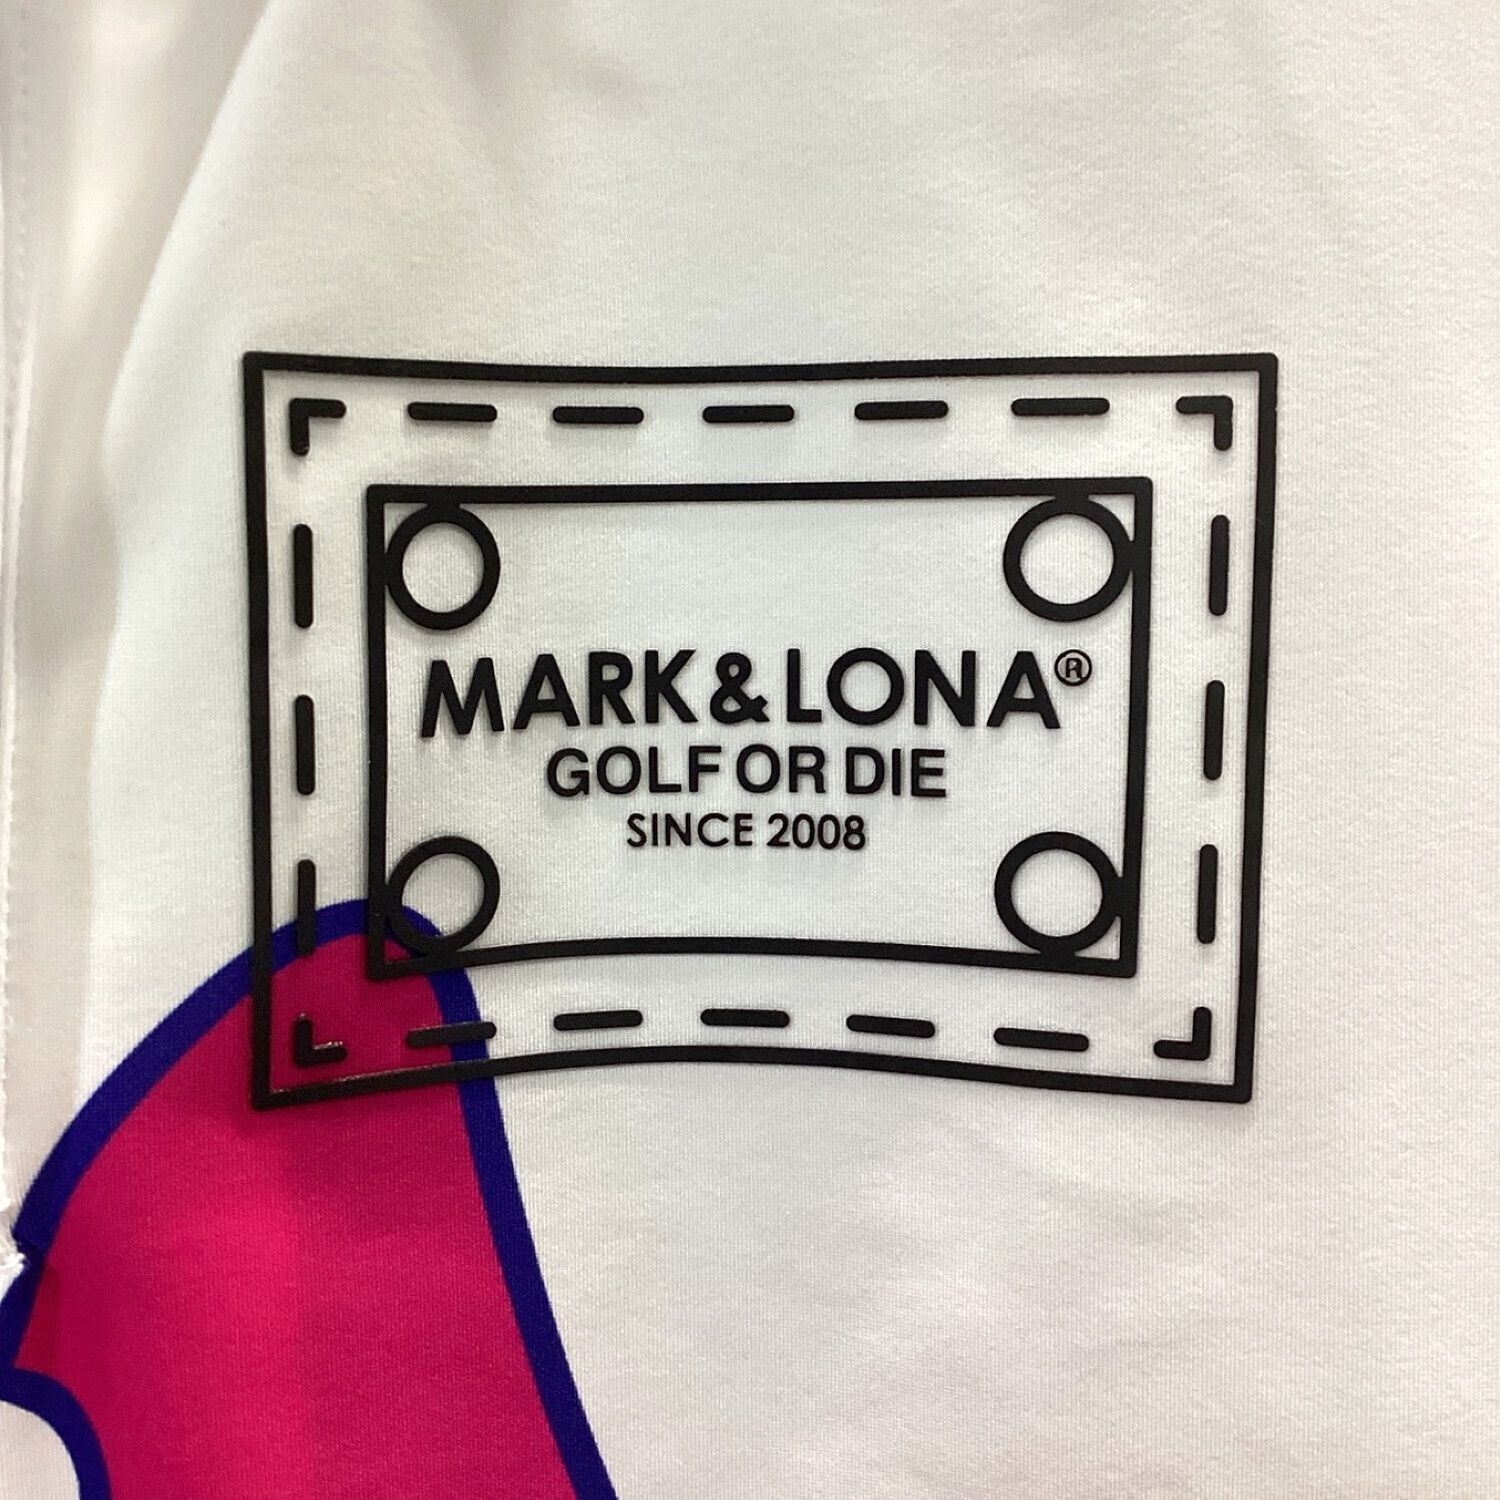 MARK&LONA®
GOLF OR DIE
SINCE 2008